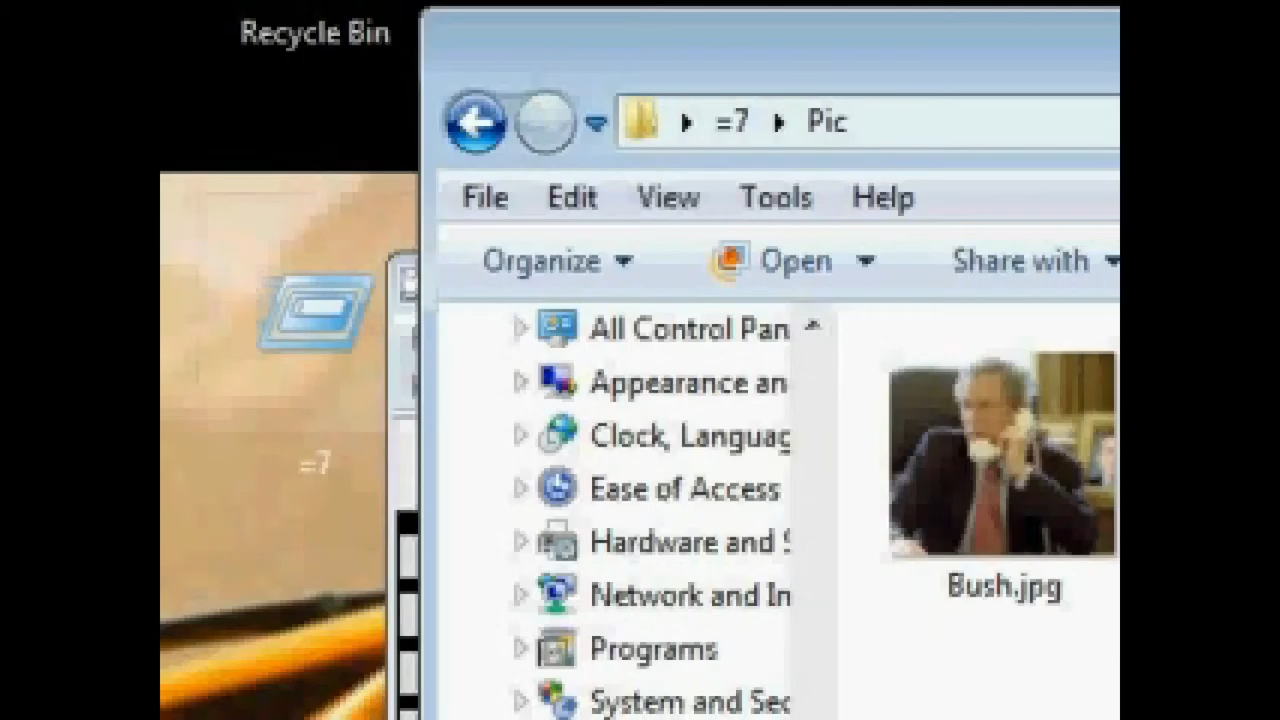 Recycle Bin
=7 Pic
File Edit View Tools Help
Organize Open Share with
All Control Pan
Appearance an
Clock, Languag
Ease of Access
Hardware and S
Network and In
Programs
System and Sec
=7
Bush.jpg